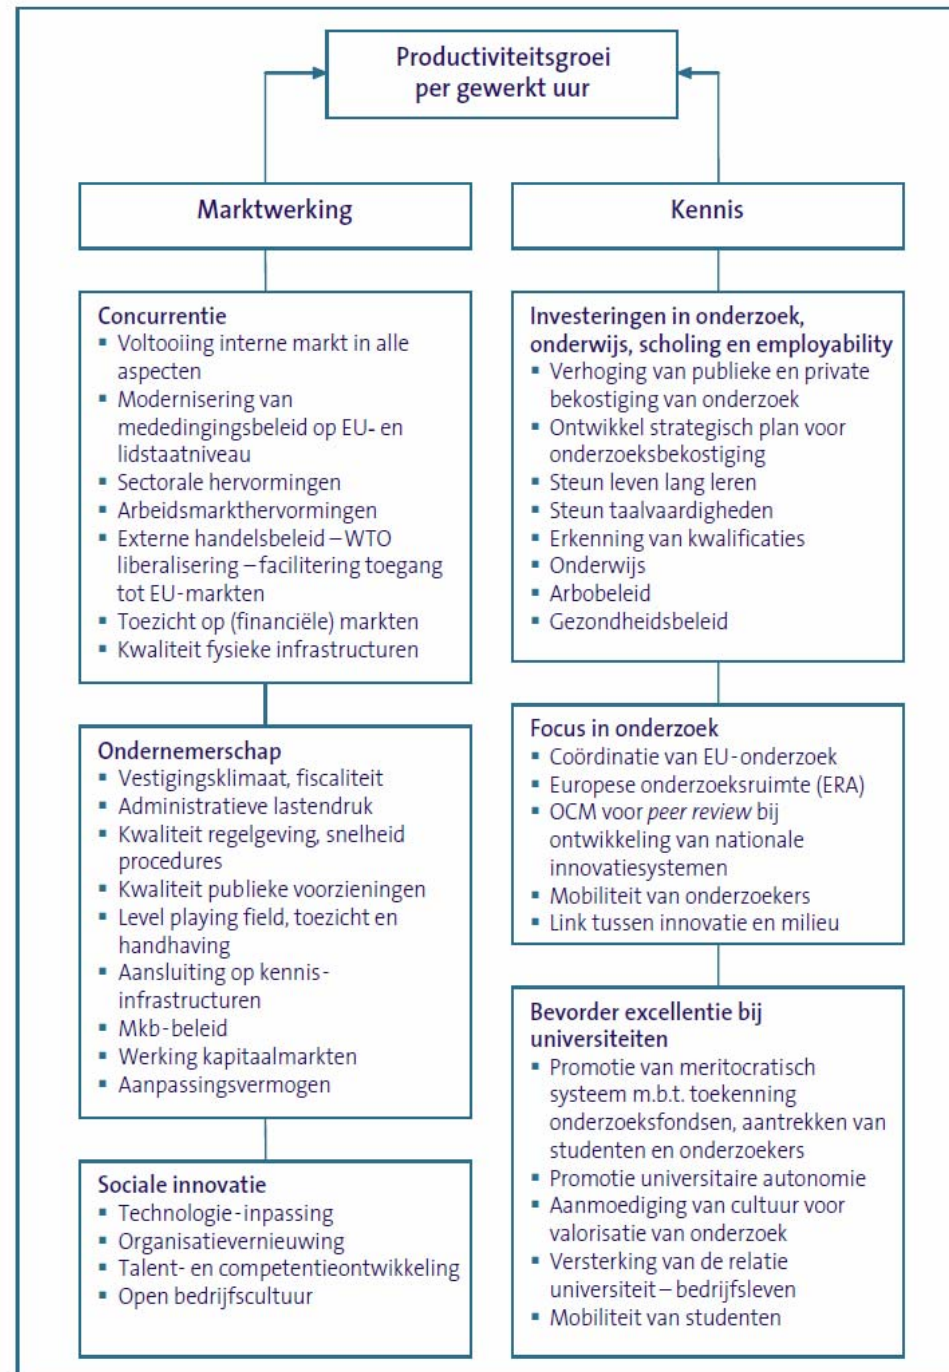 Productiviteitsgroei
per gewerkt uur
Marktwerking
Concurrentie
▪ Voltooiing interne markt in alle
aspecten
▪ Modernisering van
mededingingsbeleid op EU- en
lidstaatniveau
▪ Sectorale hervormingen
▪ Arbeidsmarkthervormingen
▪ Externe handelsbeleid – WTO
liberalisering – facilitering toegang
tot EU-markten
▪ Toezicht op (financiële) markten
▪ Kwaliteit fysieke infrastructuren
Ondernemerschap
▪ Vestigingsklimaat, fiscaliteit
▪ Administratieve lastendruk
▪ Kwaliteit regelgeving, snelheid
procedures
▪ Kwaliteit publieke voorzieningen
▪ Level playing field, toezicht en
handhaving
▪ Aansluiting op kennis-
infrastructuren
▪ Mkb-beleid
▪ Werking kapitaalmarkten
▪ Aanpassingsvermogen
Sociale innovatie
▪ Technologie-inpassing
▪ Organisatievernieuwing
▪ Talent- en competentieontwikkeling
▪ Open bedrijfscultuur
Kennis
Investeringen in onderzoek,
onderwijs, scholing en employability
▪ Verhoging van publieke en private
bekostiging van onderzoek
▪ Ontwikkel strategisch plan voor
onderzoeksbekostiging
▪ Steun leven lang leren
▪ Steun taalvaardigheden
▪ Erkenning van kwalificaties
▪ Onderwijs
▪ Arbobeleid
▪ Gezondheidsbeleid
Focus in onderzoek
▪ Coördinatie van EU-onderzoek
▪ Europese onderzoeksruimte (ERA)
▪ OCM voor peer review bij
ontwikkeling van nationale
innovatiesystemen
▪ Mobiliteit van onderzoekers
▪ Link tussen innovatie en milieu
Bevorder excellentie bij
universiteiten
▪ Promotie van meritocratisch
systeem m.b.t. toekenning
onderzoeksfondsen, aantrekken van
studenten en onderzoekers
▪ Promotie universitaire autonomie
▪ Aanmoediging van cultuur voor
valorisatie van onderzoek
▪ Versterking van de relatie
universiteit – bedrijfsleven
▪ Mobiliteit van studenten